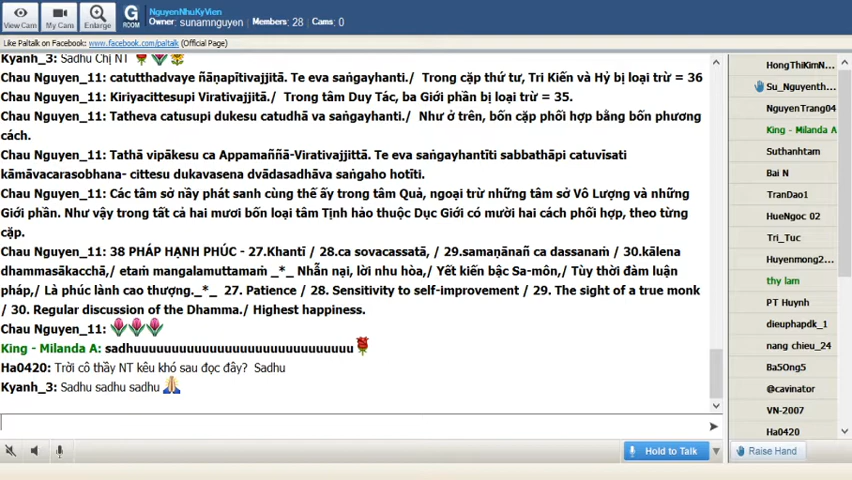 NguyenNhuKyVien
Owner: sunamnguyen Members: 28 Cams: 0
View Cam
My Cam
Enlarge
G
ROOM
Like Paltalk on Facebook: www.facebook.com/paltalk (Official Page)
Kyanh_3: Sadhu Chị NT
Chau Nguyen_11: catutthadvaye ñāṇapītivajjitā. Te eva saṅgayhanti./ Trong cặp thứ tư, Tri Kiến và Hỷ bị loại trừ = 36
Chau Nguyen_11: Kiriyacittesupi Virativajjitā./ Trong tâm Duy Tác, ba Giới phần bị loại trừ = 35.
Chau Nguyen_11: Tatheva catusupi dukesu catudhā va saṅgayhanti./ Như ở trên, bốn cặp phối hợp bằng bốn phương
cách.
Chau Nguyen_11: Tathā vipākesu ca Appamaññā-Virativajjittā. Te eva saṅgayhantīti sabbathāpi catuvīsati
kāmāvacarasobhana- cittesu dukavasena dvādasadhāva saṅgaho hotīti.
Chau Nguyen_11: Các tâm sở nầy phát sanh cùng thế ấy trong tâm Quả, ngoại trừ những tâm sở Vô Lượng và những
Giới phần. Như vậy trong tất cả hai mươi bốn loại tâm Tịnh hảo thuộc Dục Giới có mười hai cách phối hợp, theo từng
cặp.
Chau Nguyen_11: 38 PHÁP HẠNH PHÚC - 27.Khantī / 28.ca sovacassatā, / 29.samaṇānañ ca dassanaṁ / 30.kālena
dhammasākacchā,/ etaṁ mangalamuttamaṁ _*_ Nhẫn nại, lời nhu hòa,/ Yết kiến bậc Sa-môn,/ Tùy thời đàm luận
pháp,/ Là phúc lành cao thượng._*_ 27. Patience / 28. Sensitivity to self-improvement / 29. The sight of a true monk
/ 30. Regular discussion of the Dhamma./ Highest happiness.
Chau Nguyen_11:
King - Milanda A: sadhuuuuuuuuuuuuuuuuuuuuuuuuuuuu
Ha0420: Trời cô thầy NT kêu khó sau đọc đây? Sadhu
Kyanh_3: Sadhu sadhu sadhu
HongThiKimN...
Su_Nguyenth...
NguyenTrang04
King - Milanda A
Suthanhtam
Bai N
TranDao1
HueNgoc 02
Tri_Tuc
Huyenmong2...
thy lam
PT Huynh
dieuphapdk_1
nang chieu_24
Ba5Ong5
@cavinator
VN-2007
Ha0420
Hold to Talk
Raise Hand